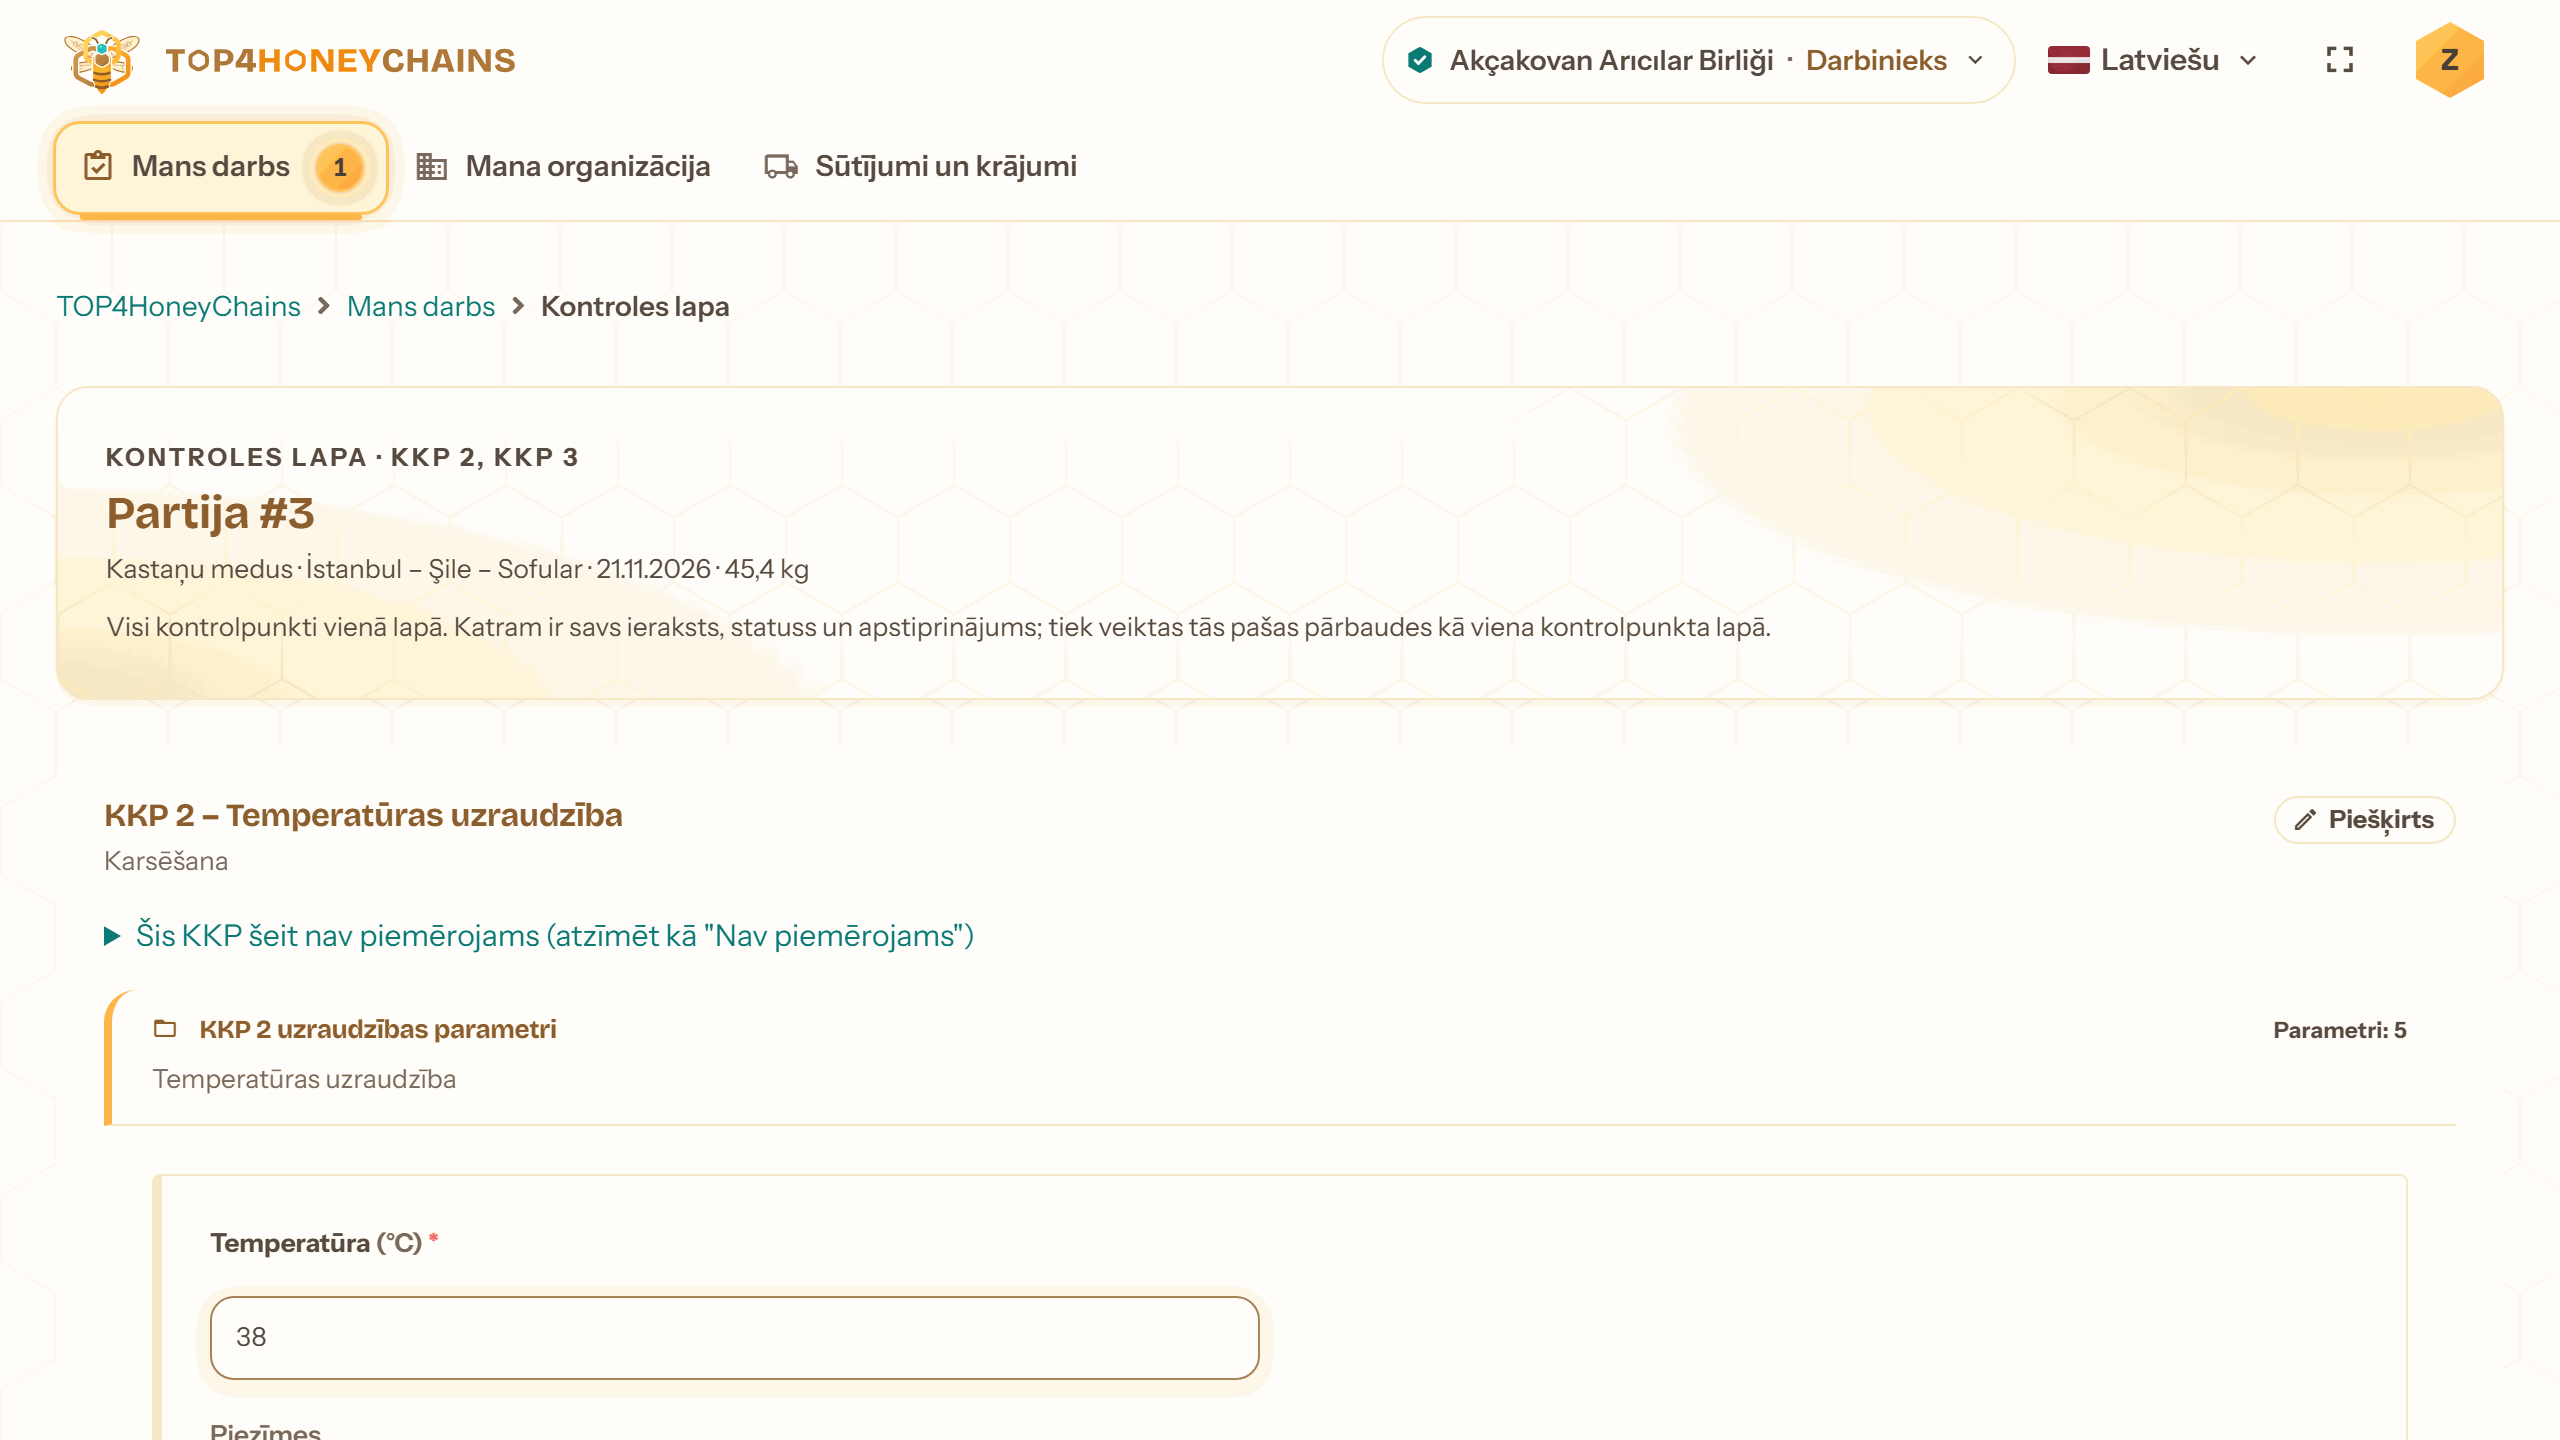 TOP4HONEYCHAINS
Akçakovan Arıcılar Birliği · Darbinieks
Latviešu
Z
Mans darbs 1
Mana organizācija
Sūtījumi un krājumi
TOP4HoneyChains > Mans darbs > Kontroles lapa
KONTROLES LAPA · KKP 2, KKP 3
Partija #3
Kastaņu medus · İstanbul – Şile – Sofular · 21.11.2026 · 45,4 kg
Visi kontrolpunkti vienā lapā. Katram ir savs ieraksts, statuss un apstiprinājums; tiek veiktas tās pašas pārbaudes kā viena kontrolpunkta lapā.
KKP 2 – Temperatūras uzraudzība
Piešķirts
Karsēšana
Šis KKP šeit nav piemērojams (atzīmēt kā "Nav piemērojams")
KKP 2 uzraudzības parametri
Parametri: 5
Temperatūras uzraudzība
Temperatūra (°C) *
38
Piezīmes